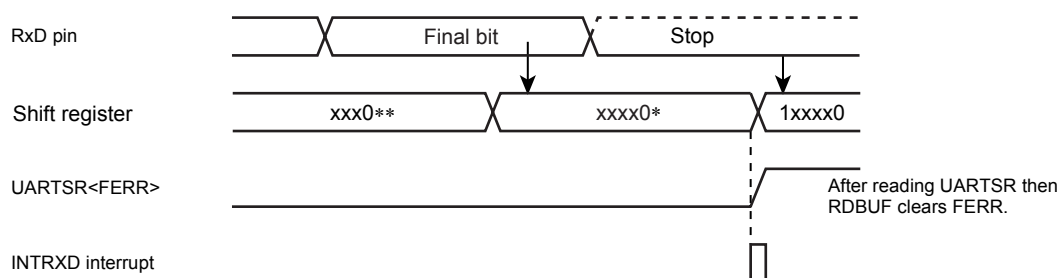 RxD pin
Final bit
Stop
Shift register
xxx0**
xxxx0*
1xxxx0
UARTSR<FERR>
After reading UARTSR then
RDBUF clears FERR.
INTRXD interrupt